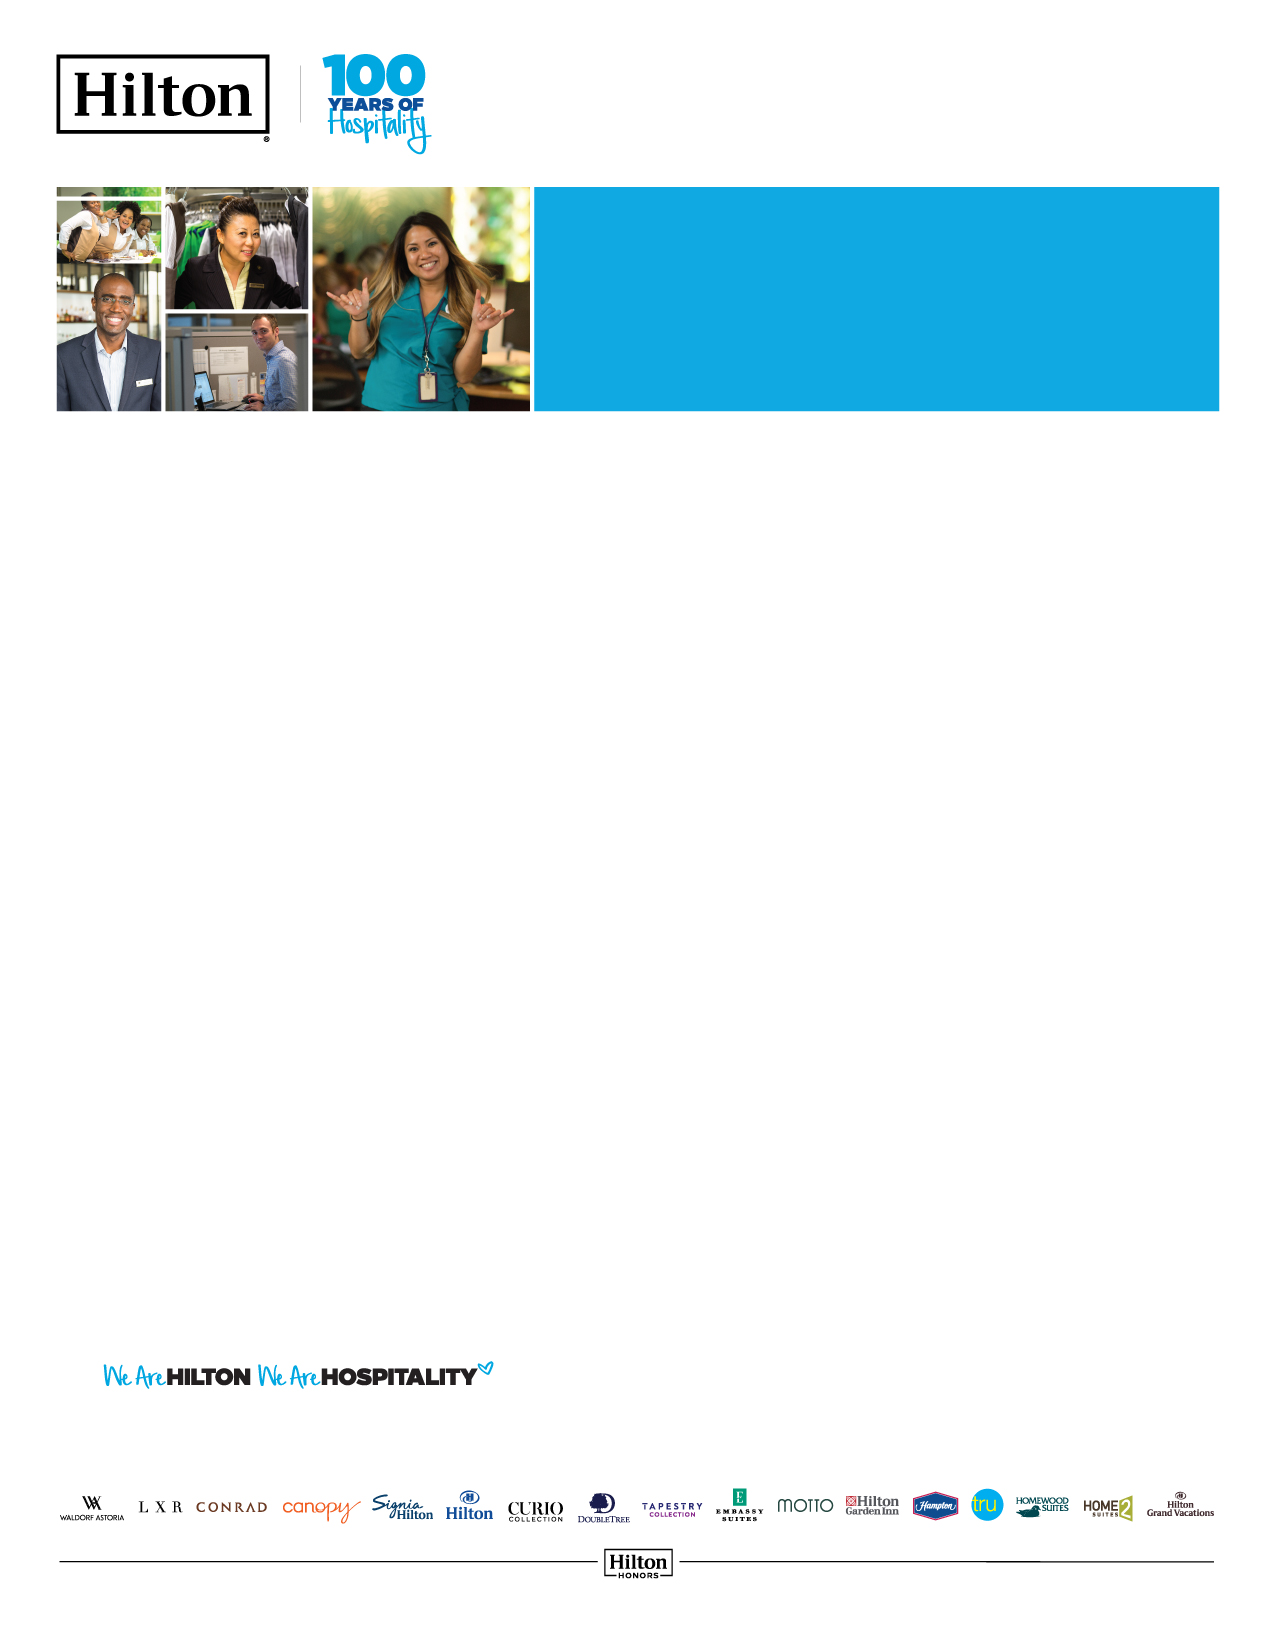 Hilton
®
100
YEARS OF
Hospitality
We Are HILTON We Are HOSPITALITY
WALDORF ASTORIA
LXR
CONRAD
canopy
Signia
Hilton
Hilton
CURIO
COLLECTION
DOUBLETREE
TAPESTRY
COLLECTION
E
EMBASSY
SUITES
MOTTO
Hilton
Garden Inn
Hampton
tru
HOMEWOOD
SUITES
HOME2
SUITES
Hilton
Grand Vacations
Hilton
HONORS